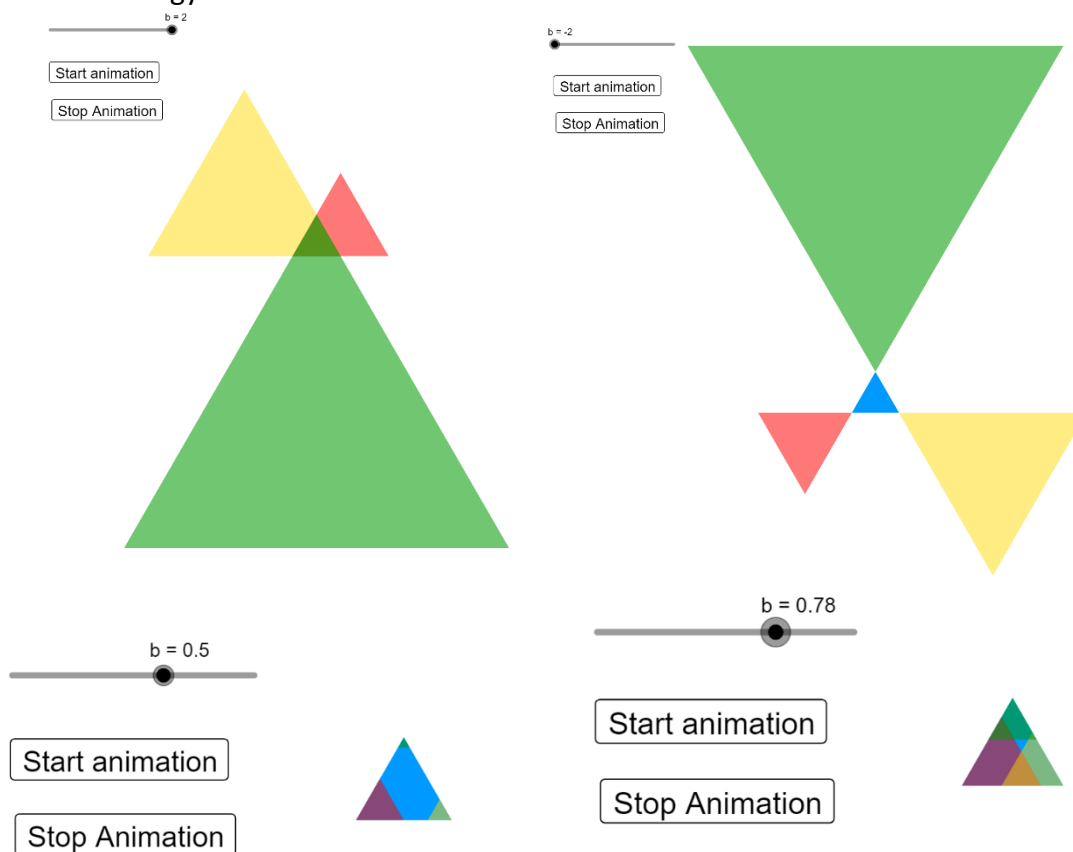 b = 2
Start animation
Stop Animation
b = -2
Start animation
Stop Animation
b = 0.5
Start animation
Stop Animation
b = 0.78
Start animation
Stop Animation